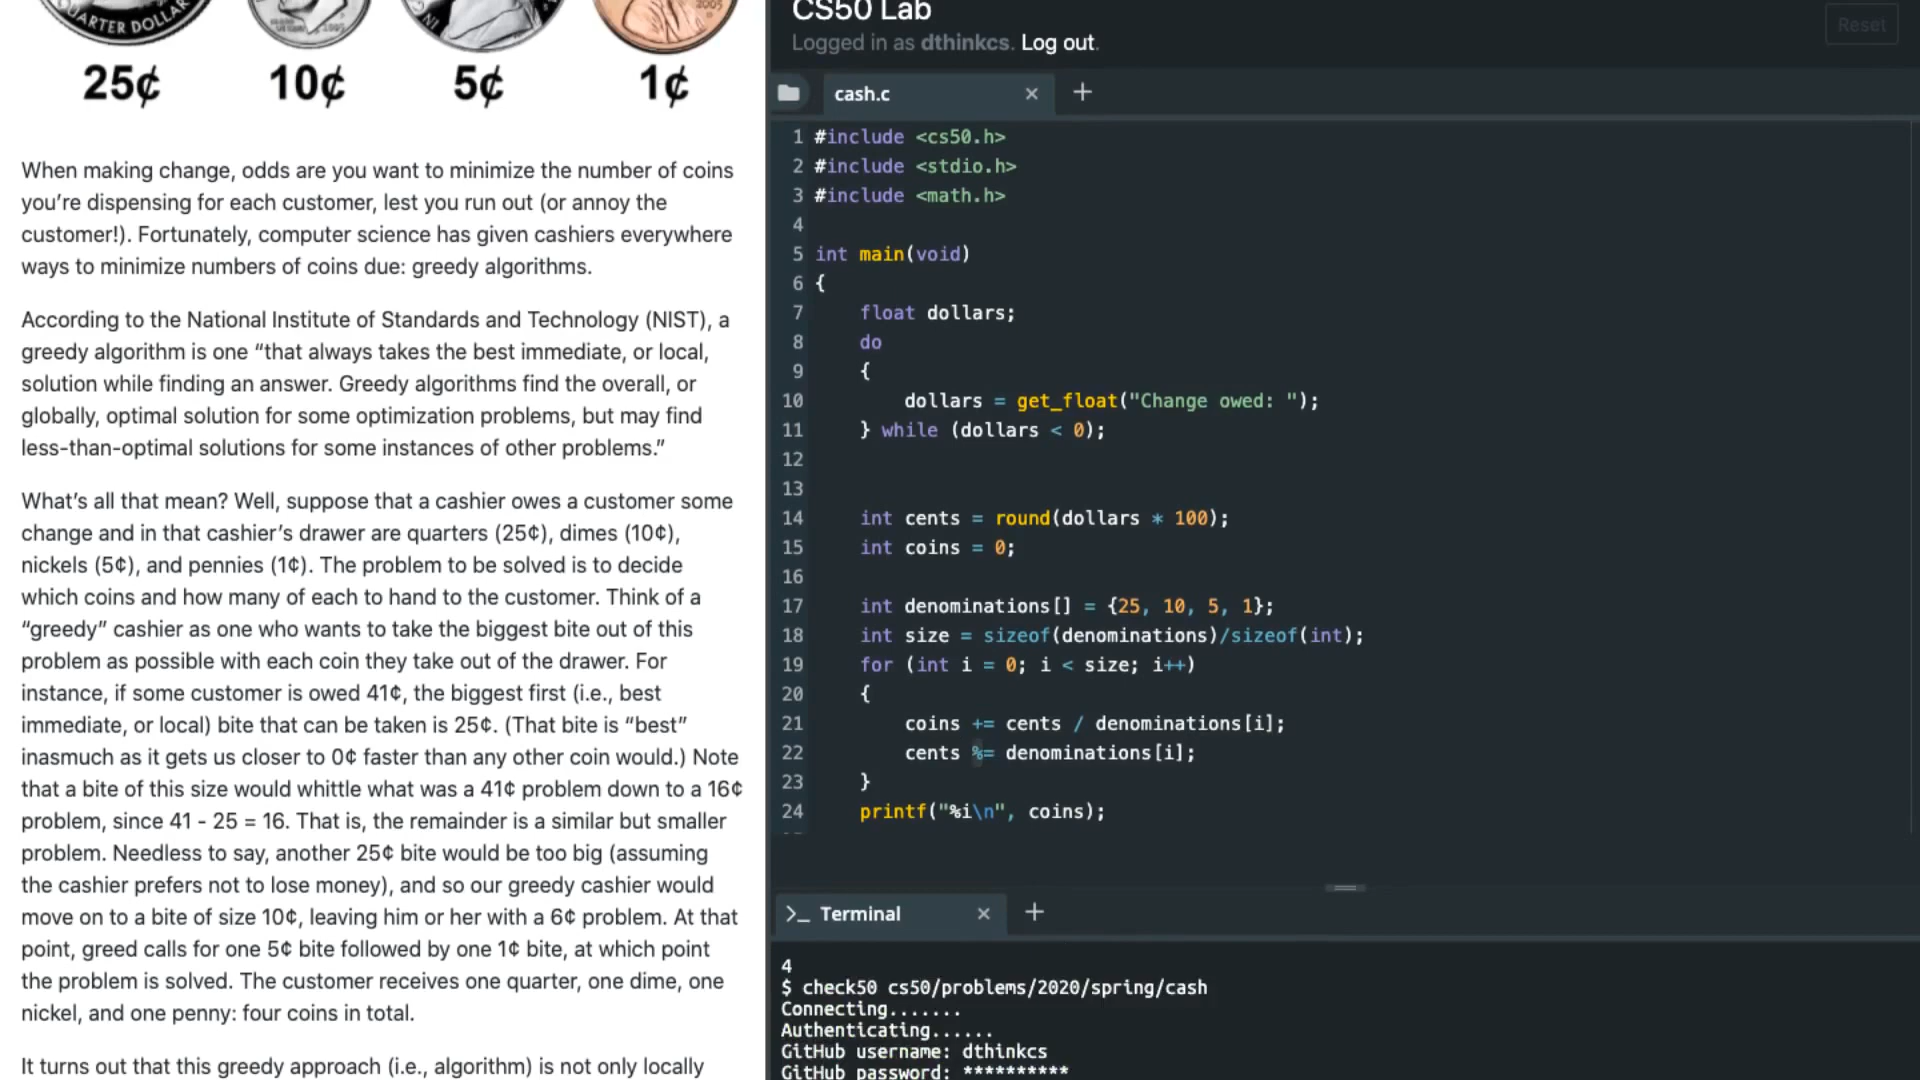 QUARTER DOLLAR
2005
25¢ 10¢ 5¢ 1¢
When making change, odds are you want to minimize the number of coins
you’re dispensing for each customer, lest you run out (or annoy the
customer!). Fortunately, computer science has given cashiers everywhere
ways to minimize numbers of coins due: greedy algorithms.
According to the National Institute of Standards and Technology (NIST), a
greedy algorithm is one “that always takes the best immediate, or local,
solution while finding an answer. Greedy algorithms find the overall, or
globally, optimal solution for some optimization problems, but may find
less-than-optimal solutions for some instances of other problems.”
What’s all that mean? Well, suppose that a cashier owes a customer some
change and in that cashier’s drawer are quarters (25¢), dimes (10¢),
nickels (5¢), and pennies (1¢). The problem to be solved is to decide
which coins and how many of each to hand to the customer. Think of a
“greedy” cashier as one who wants to take the biggest bite out of this
problem as possible with each coin they take out of the drawer. For
instance, if some customer is owed 41¢, the biggest first (i.e., best
immediate, or local) bite that can be taken is 25¢. (That bite is “best”
inasmuch as it gets us closer to 0¢ faster than any other coin would.) Note
that a bite of this size would whittle what was a 41¢ problem down to a 16¢
problem, since 41 - 25 = 16. That is, the remainder is a similar but smaller
problem. Needless to say, another 25¢ bite would be too big (assuming
the cashier prefers not to lose money), and so our greedy cashier would
move on to a bite of size 10¢, leaving him or her with a 6¢ problem. At that
point, greed calls for one 5¢ bite followed by one 1¢ bite, at which point
the problem is solved. The customer receives one quarter, one dime, one
nickel, and one penny: four coins in total.
It turns out that this greedy approach (i.e., algorithm) is not only locally
CS50 Lab
Logged in as dthinkcs. Log out.
Reset
cash.c × +
1 #include <cs50.h>
2 #include <stdio.h>
3 #include <math.h>
4
5 int main(void)
6 {
7     float dollars;
8     do
9     {
10         dollars = get_float("Change owed: ");
11     } while (dollars < 0);
12
13
14     int cents = round(dollars * 100);
15     int coins = 0;
16
17     int denominations[] = {25, 10, 5, 1};
18     int size = sizeof(denominations)/sizeof(int);
19     for (int i = 0; i < size; i++)
20     {
21         coins += cents / denominations[i];
22         cents %= denominations[i];
23     }
24     printf("%i\n", coins);
>_ Terminal × +
4
$ check50 cs50/problems/2020/spring/cash
Connecting.......
Authenticating......
GitHub username: dthinkcs
GitHub password: **********